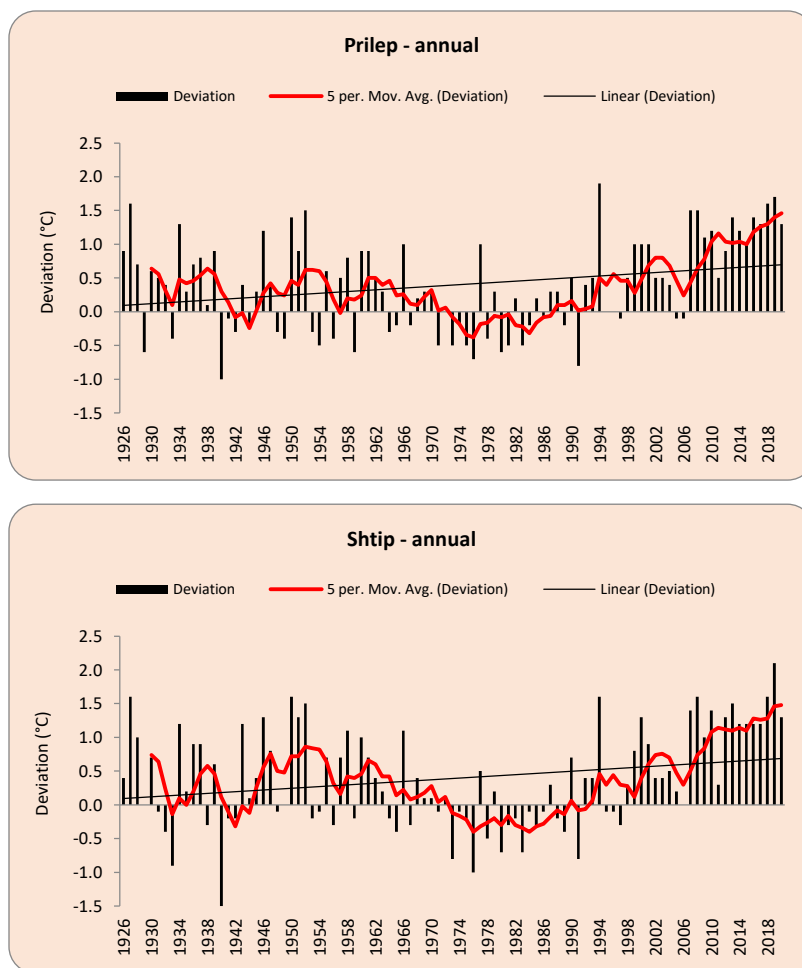 Prilep - annual
Deviation 5 per. Mov. Avg. (Deviation) Linear (Deviation)
Deviation (°C)
2.5
2.0
1.5
1.0
0.5
0.0
-0.5
-1.0
-1.5
1926 1930 1934 1938 1942 1946 1950 1954 1958 1962 1966 1970 1974 1978 1982 1986 1990 1994 1998 2002 2006 2010 2014 2018
Shtip - annual
Deviation 5 per. Mov. Avg. (Deviation) Linear (Deviation)
Deviation (°C)
2.5
2.0
1.5
1.0
0.5
0.0
-0.5
-1.0
-1.5
1926 1930 1934 1938 1942 1946 1950 1954 1958 1962 1966 1970 1974 1978 1982 1986 1990 1994 1998 2002 2006 2010 2014 2018